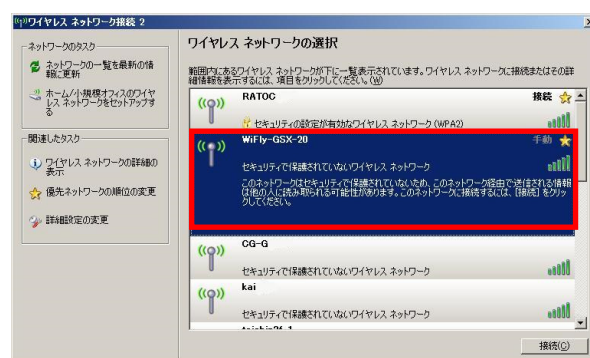 ワイヤレス ネットワーク接続 2
ネットワークのタスク
ネットワークの一覧を最新の情
報に更新
ホーム/小規模オフィスのワイヤ
レス ネットワークをセットアップす
る
関連したタスク
ワイヤレス ネットワークの詳細の
表示
優先ネットワークの順位の変更
詳細設定の変更
ワイヤレス ネットワークの選択
範囲内にあるワイヤレス ネットワークが下に一覧表示されています。ワイヤレス ネットワークに接続またはその詳
細情報を表示するには、項目をクリックしてください。(W)
RATOC 接続
セキュリティの設定が有効なワイヤレス ネットワーク (WPA2)
WiFly-GSX-20 手動
セキュリティで保護されていないワイヤレス ネットワーク
このネットワークはセキュリティで保護されていないため、このネットワーク経由で送信される情報
は他の人に読み取られる可能性があります。このネットワークに接続するには、[接続] をクリッ
クしてください。
CG-G
セキュリティで保護されていないワイヤレス ネットワーク
kai
セキュリティで保護されていないワイヤレス ネットワーク
接続(C)